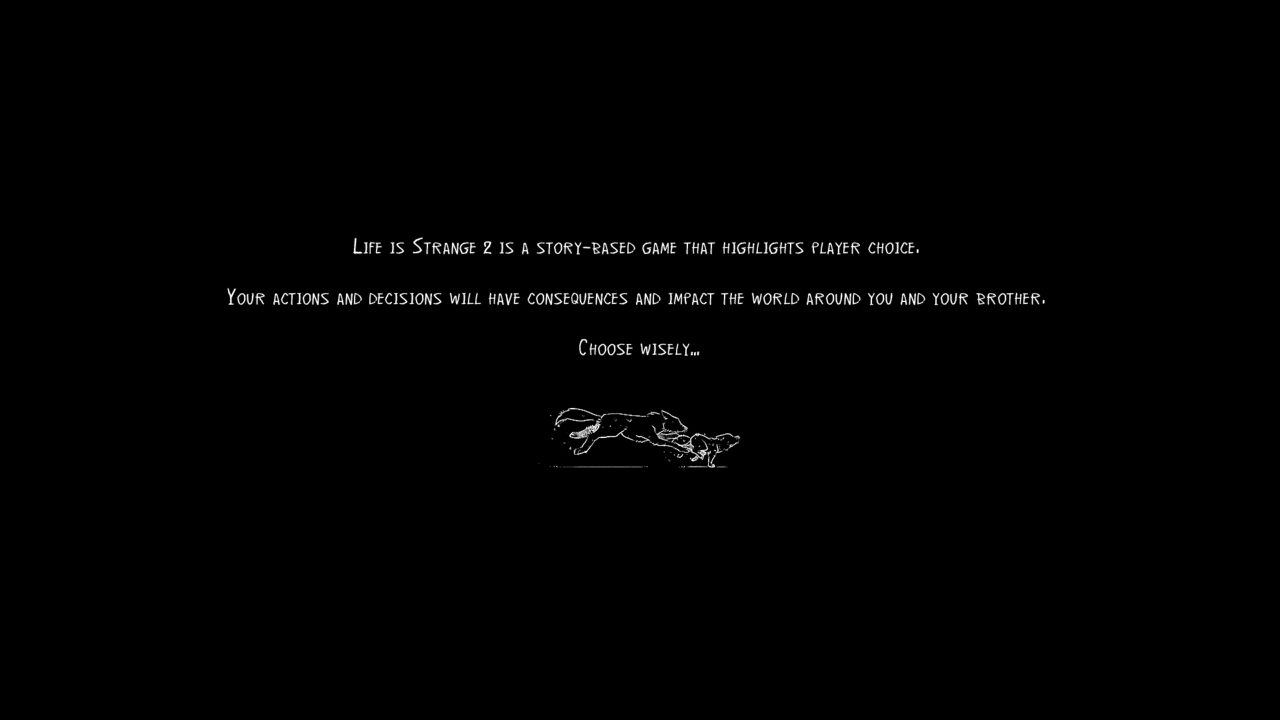 Life is Strange 2 is a story-based game that highlights player choice.
Your actions and decisions will have consequences and impact the world around you and your brother.
Choose wisely...